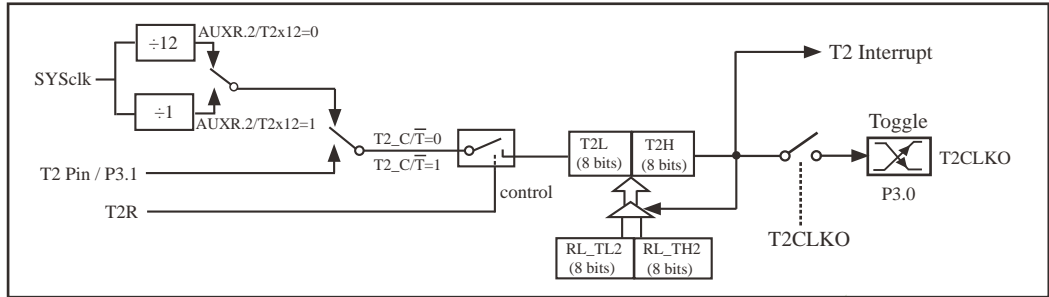 ÷12
AUXR.2/T2x12=0
SYSclk
÷1
AUXR.2/T2x12=1
T2 Pin / P3.1
T2_C/T̅=0
T2_C/T̅=1
T2R
control
T2L
(8 bits)
T2H
(8 bits)
RL_TL2
(8 bits)
RL_TH2
(8 bits)
T2 Interrupt
Toggle
T2CLKO
P3.0
T2CLKO